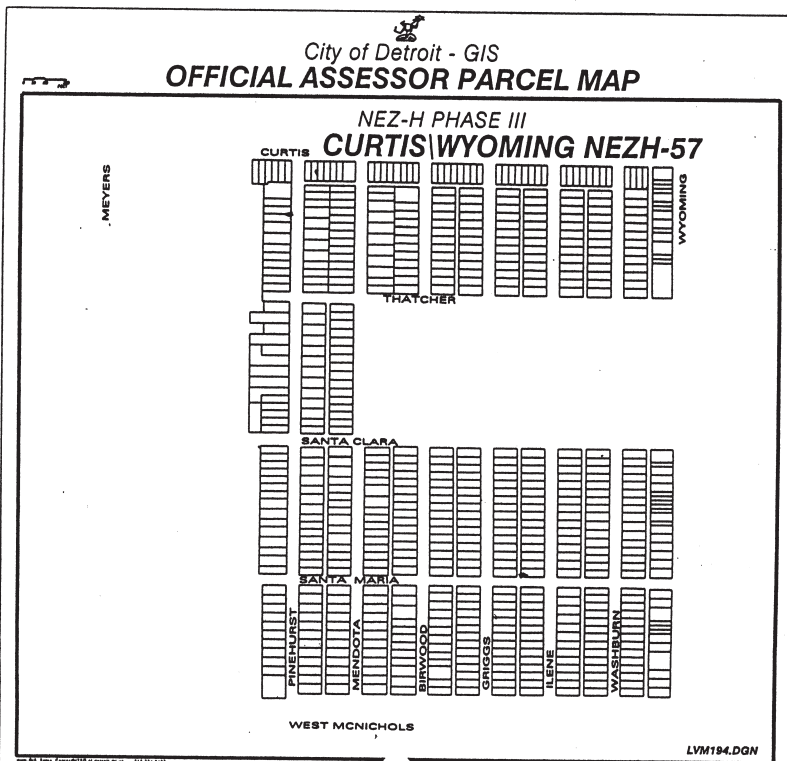 City of Detroit - GIS
OFFICIAL ASSESSOR PARCEL MAP
NEZ-H PHASE III
CURTIS\WYOMING NEZH-57
CURTIS
MEYERS
WYOMING
THATCHER
SANTA CLARA
SANTA MARIA
PINEHURST
MENDOTA
BIRWOOD
GRIGGS
ILENE
WASHBURN
WEST MCNICHOLS
LVM194.DGN